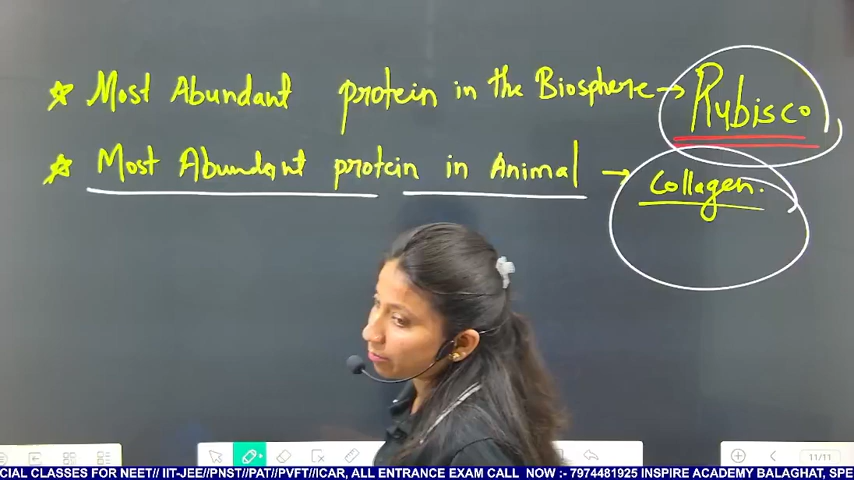 ☆ Most Abundant protein in the Biosphere → Rubisco
☆ Most Abundant protein in Animal → Collagen.
11/11
CIAL CLASSES FOR NEET// IIT-JEE//PNST//PAT//PVFT//ICAR, ALL ENTRANCE EXAM CALL NOW :- 7974481925 INSPIRE ACADEMY BALAGHAT, SPE